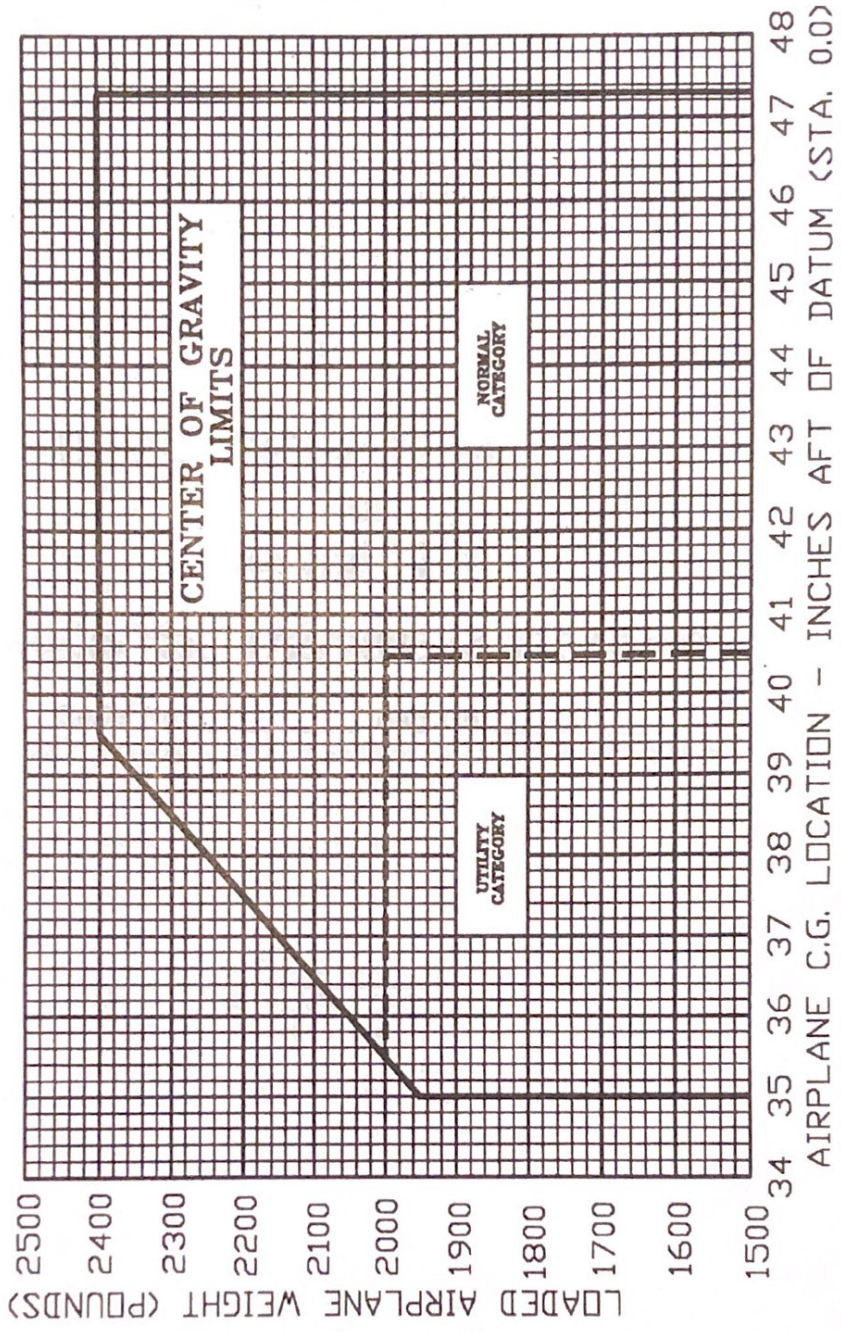 CENTER OF GRAVITY
LIMITS
UTILITY
CATEGORY
NORMAL
CATEGORY
LOADED AIRPLANE WEIGHT (POUNDS)
2500
2400
2300
2200
2100
2000
1900
1800
1700
1600
1500
34 35 36 37 38 39 40 41 42 43 44 45 46 47 48
AIRPLANE C.G. LOCATION - INCHES AFT OF DATUM (STA. 0.0)